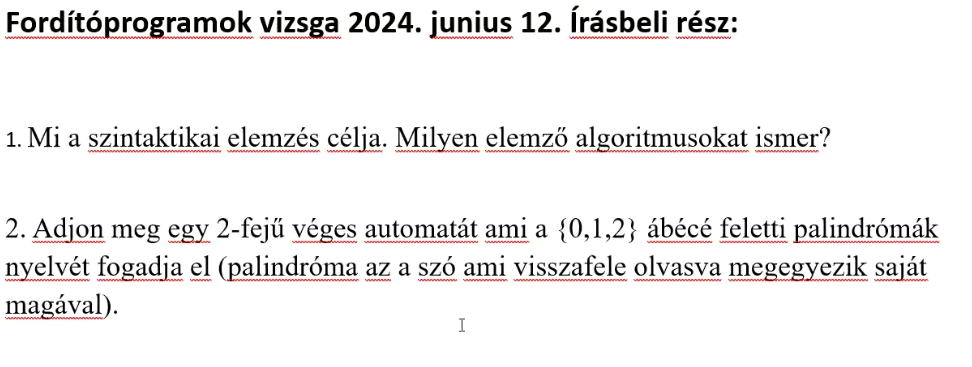 Fordítóprogramok vizsga 2024. junius 12. Írásbeli rész:
1. Mi a szintaktikai elemzés célja. Milyen elemző algoritmusokat ismer?
2. Adjon meg egy 2-fejű véges automatát ami a {0,1,2} ábécé feletti palindrómák
nyelvét fogadja el (palindróma az a szó ami visszafele olvasva megegyezik saját
magával).